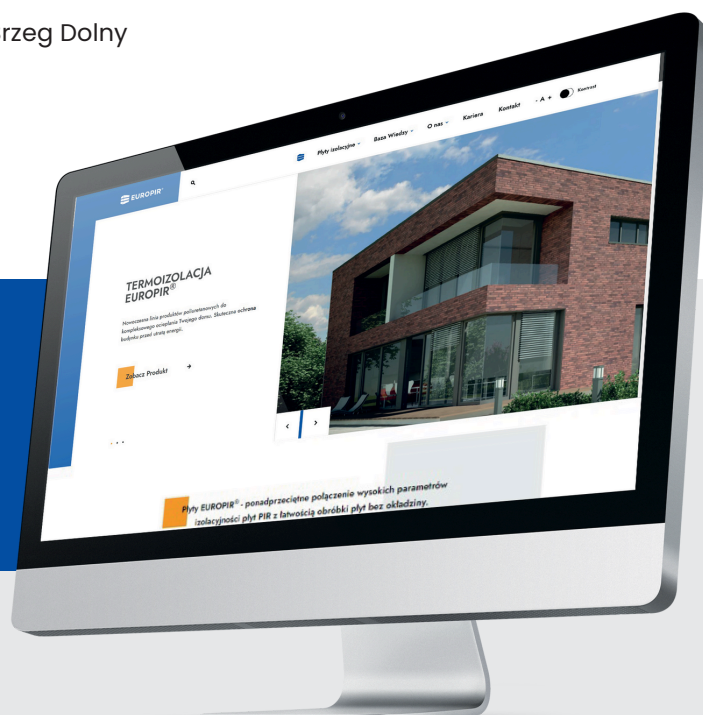 Brzeg Dolny
Płyty izolacyjne
Baza Wiedzy
O nas
Kariera
Kontakt
- A +
Kontrast
EUROPIR
TERMOIZOLACJA
EUROPIR®
Nowoczesna linia produktów poliuretanowych do
kompleksowego ocieplania Twojego domu. Skuteczna ochrona
budynku przed utratą energii.
Zobacz Produkt
Płyty EUROPIR® - ponadprzeciętne połączenie wysokich parametrów
izolacyjności płyt PIR z łatwością obróbki płyt bez okładziny.